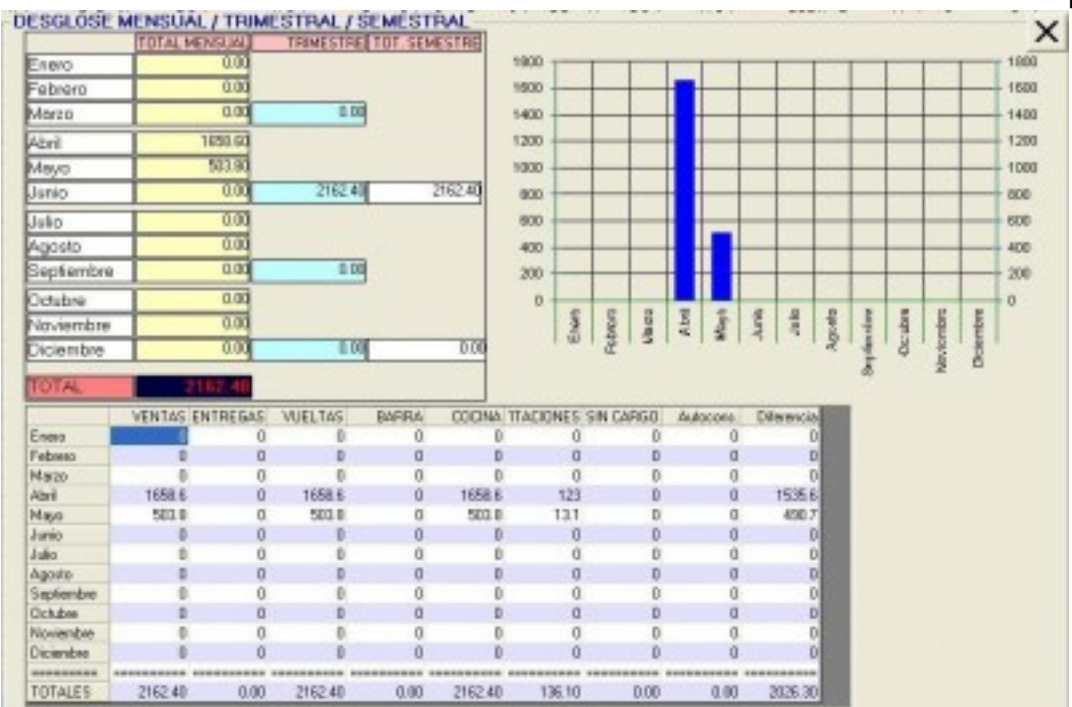 DESGLOSE MENSUAL / TRIMESTRAL / SEMESTRAL
TOTAL MENSUAL TRIMESTRE TOT. SEMESTRE
Enero 0.00
Febrero 0.00
Marzo 0.00 0.00
Abril 1658.60
Mayo 503.80
Junio 0.00 2162.40 2162.40
Julio 0.00
Agosto 0.00
Septiembre 0.00 0.00
Octubre 0.00
Noviembre 0.00
Diciembre 0.00 0.00 0.00
TOTAL 2162.40
1800 1800
1600 1600
1400 1400
1200 1200
1000 1000
800 800
600 600
400 400
200 200
0 0
Enero Febrero Marzo Abril Mayo Junio Julio Agosto Septiembre Octubre Noviembre Diciembre
VENTAS ENTREGAS VUELTAS BARRA COCINA ITACIONES SIN CARGO Autocons. Diferencia
Enero 0 0 0 0 0 0 0 0 0
Febrero 0 0 0 0 0 0 0 0 0
Marzo 0 0 0 0 0 0 0 0 0
Abril 1658.6 0 1658.6 0 1658.6 123 0 0 1535.6
Mayo 503.8 0 503.8 0 503.8 13.1 0 0 490.7
Junio 0 0 0 0 0 0 0 0 0
Julio 0 0 0 0 0 0 0 0 0
Agosto 0 0 0 0 0 0 0 0 0
Septiembre 0 0 0 0 0 0 0 0 0
Octubre 0 0 0 0 0 0 0 0 0
Noviembre 0 0 0 0 0 0 0 0 0
Diciembre 0 0 0 0 0 0 0 0 0
TOTALES 2162.40 0.00 2162.40 0.00 2162.40 136.10 0.00 0.00 2026.30